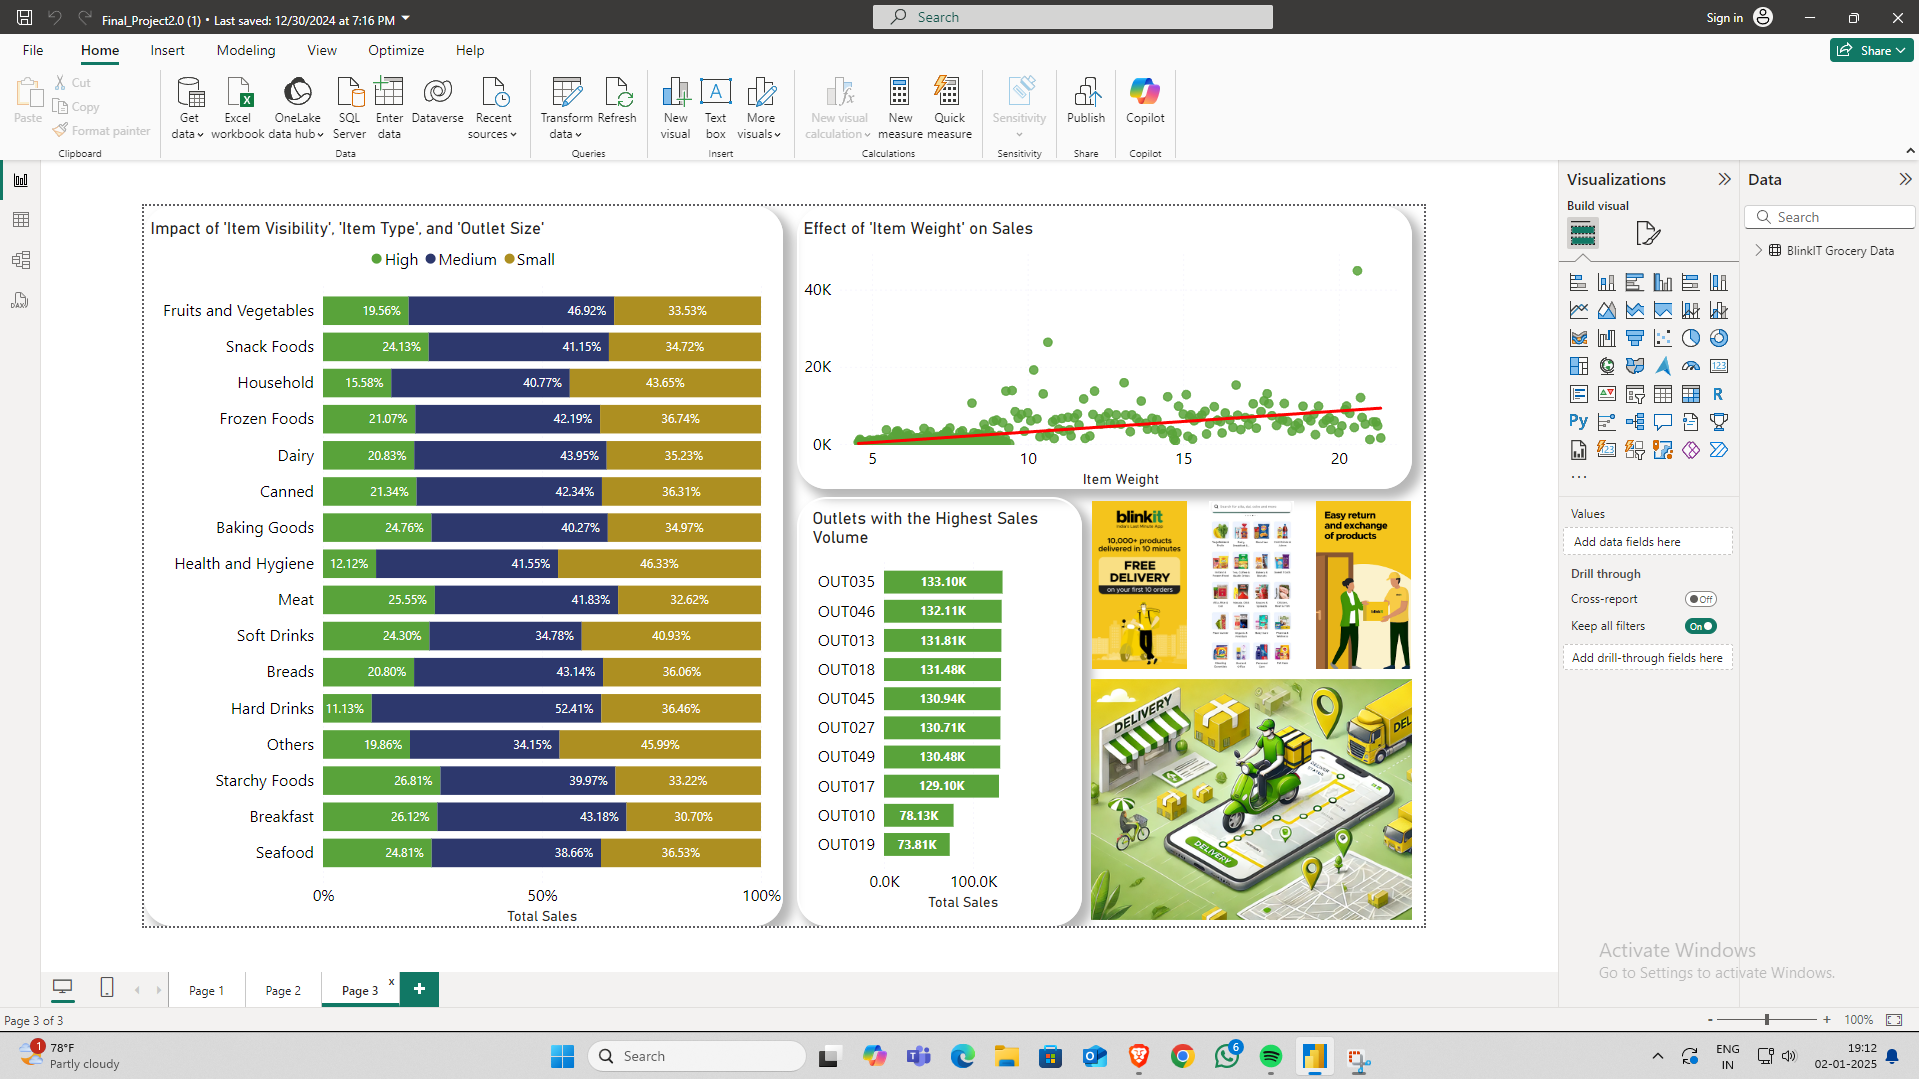 Final_Project2.0 (1) • Last saved: 12/30/2024 at 7:16 PM
Search
Sign in
File
Home
Insert
Modeling
View
Optimize
Help
Share
Paste
Cut
Copy
Format painter
Clipboard
Get data
Excel workbook
OneLake data hub
SQL Server
Enter data
Dataverse
Recent sources
Data
Transform data
Refresh
Queries
New visual
Text box
More visuals
Insert
New visual calculation
New measure
Quick measure
Calculations
Sensitivity
Sensitivity
Publish
Share
Copilot
Copilot
Impact of 'Item Visibility', 'Item Type', and 'Outlet Size'
High Medium Small
Fruits and Vegetables 19.56% 46.92% 33.53%
Snack Foods 24.13% 41.15% 34.72%
Household 15.58% 40.77% 43.65%
Frozen Foods 21.07% 42.19% 36.74%
Dairy 20.83% 43.95% 35.23%
Canned 21.34% 42.34% 36.31%
Baking Goods 24.76% 40.27% 34.97%
Health and Hygiene 12.12% 41.55% 46.33%
Meat 25.55% 41.83% 32.62%
Soft Drinks 24.30% 34.78% 40.93%
Breads 20.80% 43.14% 36.06%
Hard Drinks 11.13% 52.41% 36.46%
Others 19.86% 34.15% 45.99%
Starchy Foods 26.81% 39.97% 33.22%
Breakfast 26.12% 43.18% 30.70%
Seafood 24.81% 38.66% 36.53%
0% 50% 100%
Total Sales
Effect of 'Item Weight' on Sales
40K
20K
0K
5 10 15 20
Item Weight
Outlets with the Highest Sales
Volume
OUT035 133.10K
OUT046 132.11K
OUT013 131.81K
OUT018 131.48K
OUT045 130.94K
OUT027 130.71K
OUT049 130.48K
OUT017 129.10K
OUT010 78.13K
OUT019 73.81K
0.0K 100.0K
Total Sales
blinkit
India's Last Minute App
10,000+ products
delivered in 10 minutes
FREE
DELIVERY
on your first 10 orders
Easy return
and exchange
of products
blinkit
DELIVERY
DELIVERY
Visualizations
Build visual
R
Py
123
...
Values
Add data fields here
Drill through
Cross-report
Off
Keep all filters
On
Add drill-through fields here
Data
Search
BlinkIT Grocery Data
Activate Windows
Go to Settings to activate Windows.
Page 1
Page 2
Page 3
x
+
Page 3 of 3
- + 100%
1
78°F
Partly cloudy
Search
6
ENG
IN
19:12
02-01-2025